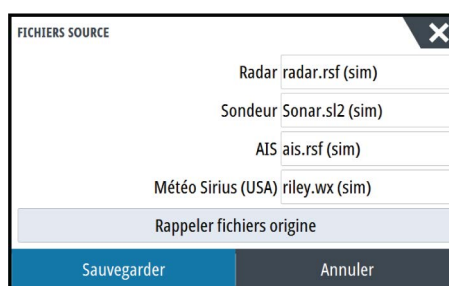 FICHIERS SOURCE
Radar radar.rsf (sim)
Sondeur Sonar.sl2 (sim)
AIS ais.rsf (sim)
Météo Sirius (USA) riley.wx (sim)
Rappeler fichiers origine
Sauvegarder Annuler